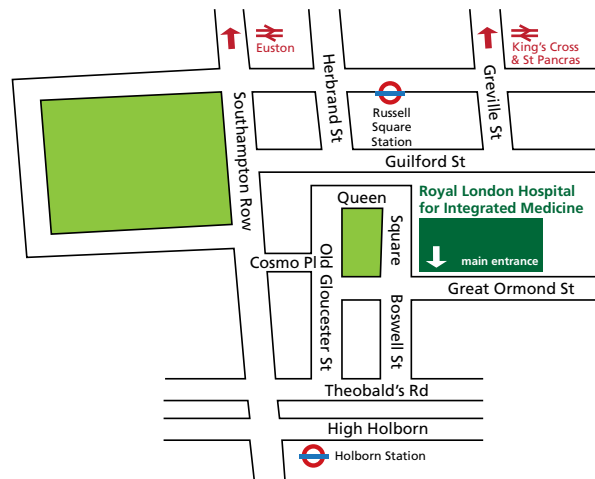 Euston
King's Cross
& St Pancras
Herbrand St
Greville St
Southampton Row
Russell
Square
Station
Guilford St
Queen
Square
Royal London Hospital
for Integrated Medicine
main entrance
Cosmo Pl
Old Gloucester St
Great Ormond St
Boswell St
Theobald's Rd
High Holborn
Holborn Station